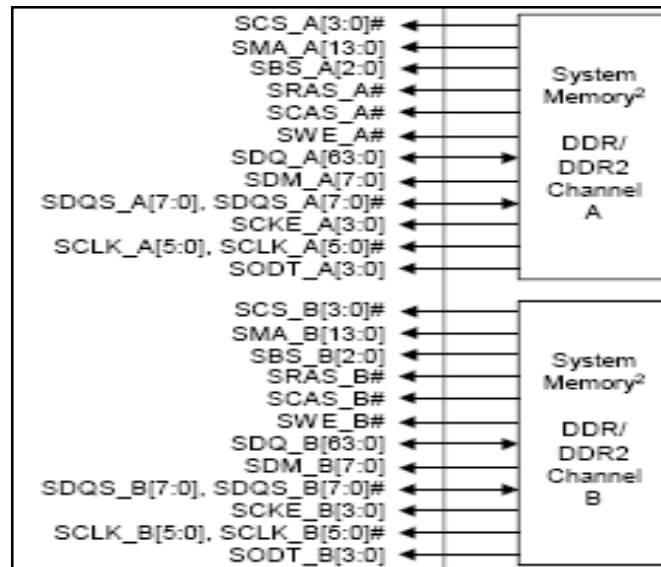 SCS_A[3:0]#
SMA_A[13:0]
SBS_A[2:0]
SRAS_A#
SCAS_A#
SWE_A#
SDQ_A[63:0]
SDM_A[7:0]
SDQS_A[7:0], SDQS_A[7:0]#
SCKE_A[3:0]
SCLK_A[5:0], SCLK_A[5:0]#
SODT_A[3:0]
System
Memory²
DDR/
DDR2
Channel
A
SCS_B[3:0]#
SMA_B[13:0]
SBS_B[2:0]
SRAS_B#
SCAS_B#
SWE_B#
SDQ_B[63:0]
SDM_B[7:0]
SDQS_B[7:0], SDQS_B[7:0]#
SCKE_B[3:0]
SCLK_B[5:0], SCLK_B[5:0]#
SODT_B[3:0]
System
Memory²
DDR/
DDR2
Channel
B